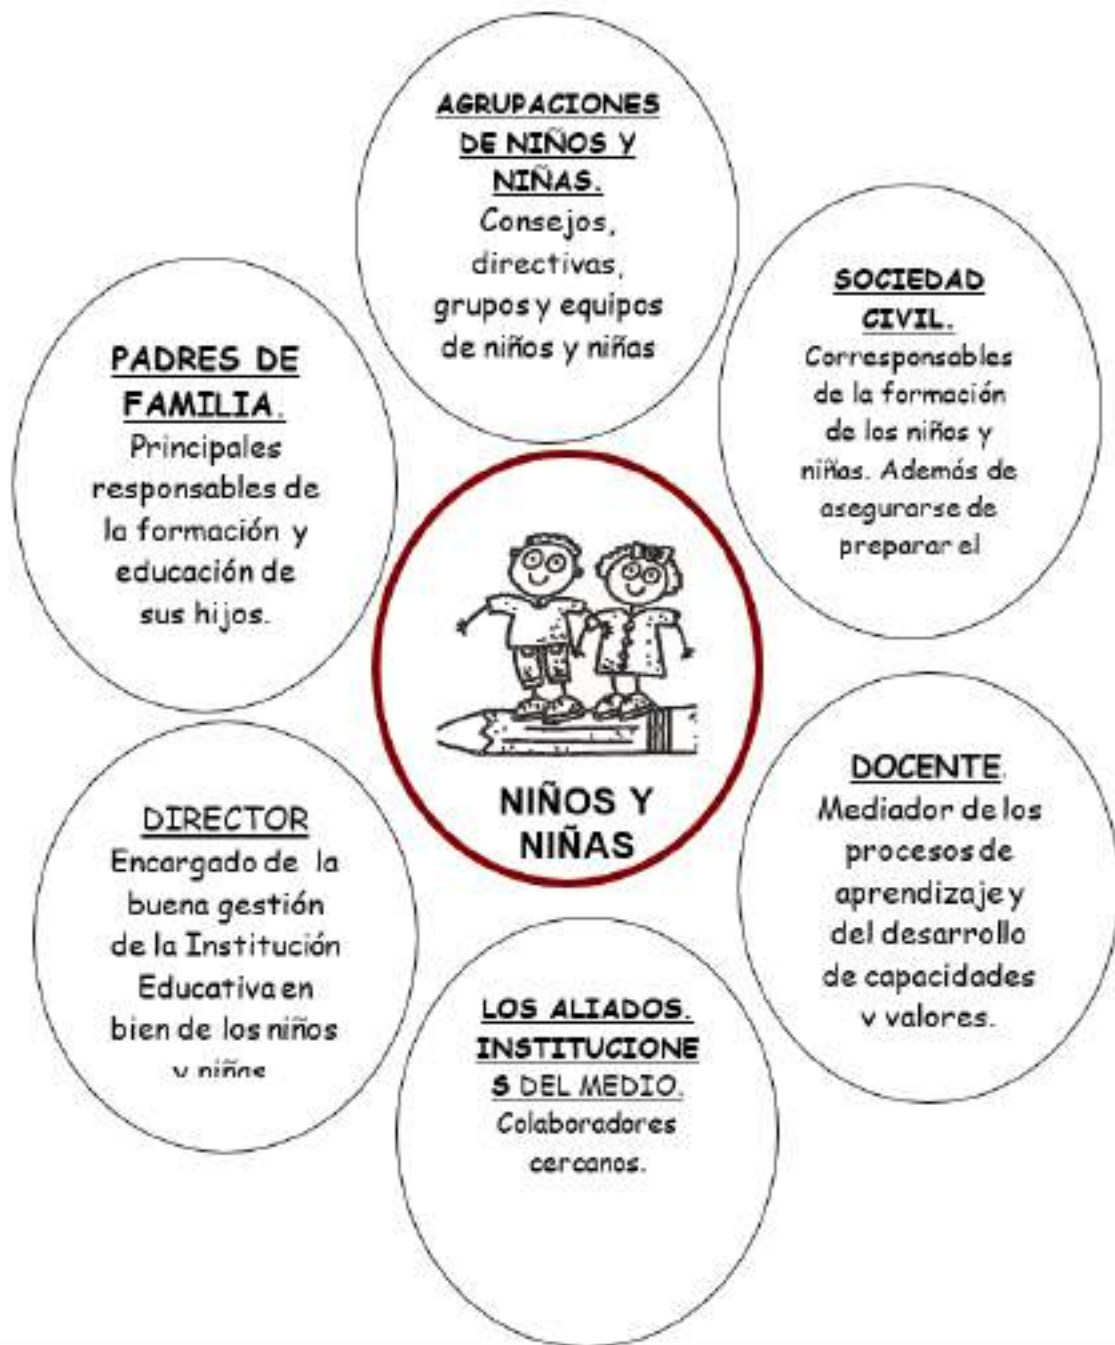 AGRUPACIONES
DE NIÑOS Y
NIÑAS.
Consejos,
directivas,
grupos y equipos
de niños y niñas
SOCIEDAD
CIVIL.
Corresponsables
de la formación
de los niños y
niñas. Además de
asegurarse de
preparar el
PADRES DE
FAMILIA.
Principales
responsables de
la formación y
educación de
sus hijos.
NIÑOS Y
NIÑAS
DOCENTE.
Mediador de los
procesos de
aprendizaje y
del desarrollo
de capacidades
y valores.
DIRECTOR
Encargado de la
buena gestión
de la Institución
Educativa en
bien de los niños
y niñas
LOS ALIADOS.
INSTITUCIONE
S DEL MEDIO.
Colaboradores
cercanos.